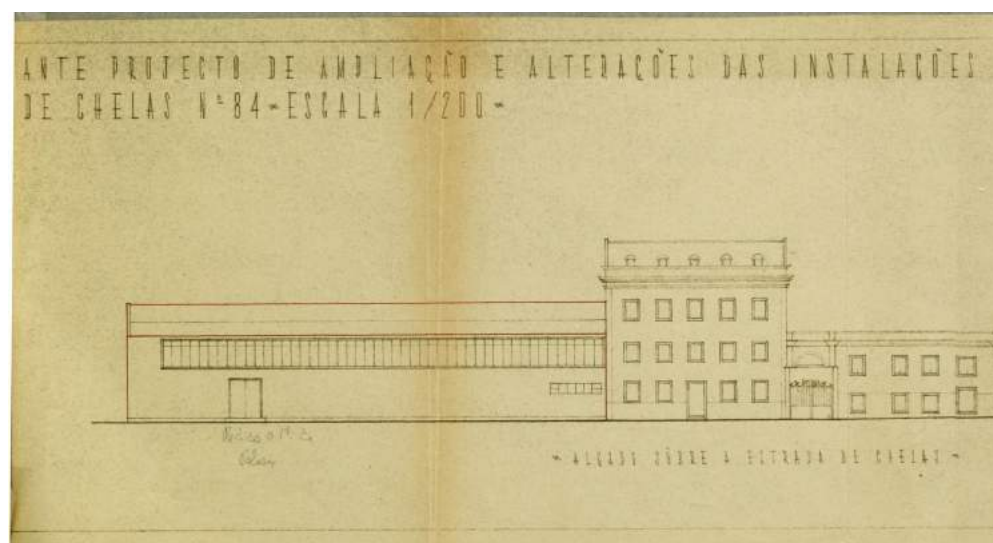 ANTE PROJECTO DE AMPLIAÇÃO E ALTERAÇÕES DAS INSTALAÇÕES
DE CHELAS Nº 84 - ESCALA 1/200 -
- ALÇADO SÔBRE A ESTRADA DE CHELAS -